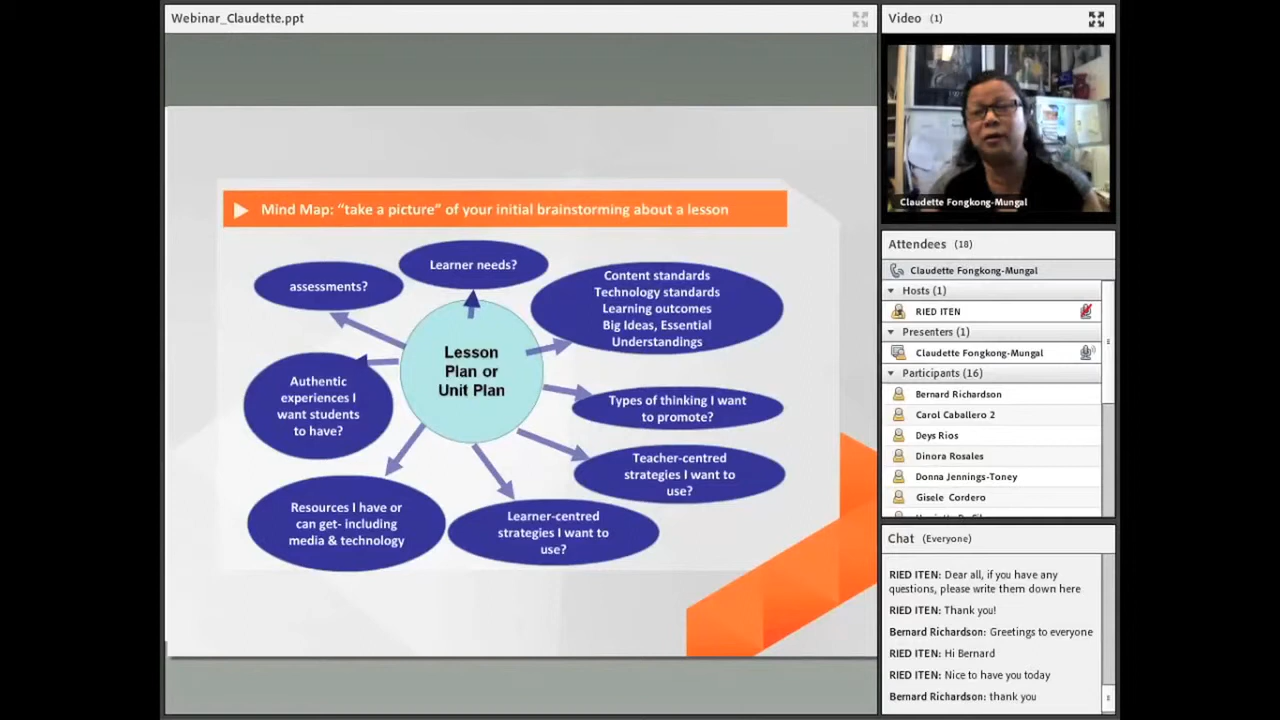 Webinar_Claudette.ppt
Mind Map: “take a picture” of your initial brainstorming about a lesson
Learner needs?
assessments?
Content standards
Technology standards
Learning outcomes
Big Ideas, Essential
Understandings
Lesson
Plan or
Unit Plan
Authentic
experiences I
want students
to have?
Types of thinking I want
to promote?
Teacher-centred
strategies I want to
use?
Resources I have or
can get- including
media & technology
Learner-centred
strategies I want to
use?
Video (1)
Claudette Fongkong-Mungal
Attendees (18)
Claudette Fongkong-Mungal
Hosts (1)
RIED ITEN
Presenters (1)
Claudette Fongkong-Mungal
Participants (16)
Bernard Richardson
Carol Caballero 2
Deys Rios
Dinora Rosales
Donna Jennings-Toney
Gisele Cordero
Chat (Everyone)
RIED ITEN: Dear all, if you have any
questions, please write them down here
RIED ITEN: Thank you!
Bernard Richardson: Greetings to everyone
RIED ITEN: Hi Bernard
RIED ITEN: Nice to have you today
Bernard Richardson: thank you